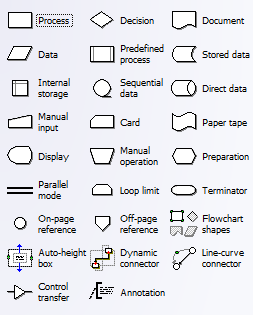 Process Decision Document
Data Predefined process Stored data
Internal storage Sequential data Direct data
Manual input Card Paper tape
Display Manual operation Preparation
Parallel mode Loop limit Terminator
On-page reference Off-page reference Flowchart shapes
Auto-height box Dynamic connector Line-curve connector
Control transfer Annotation